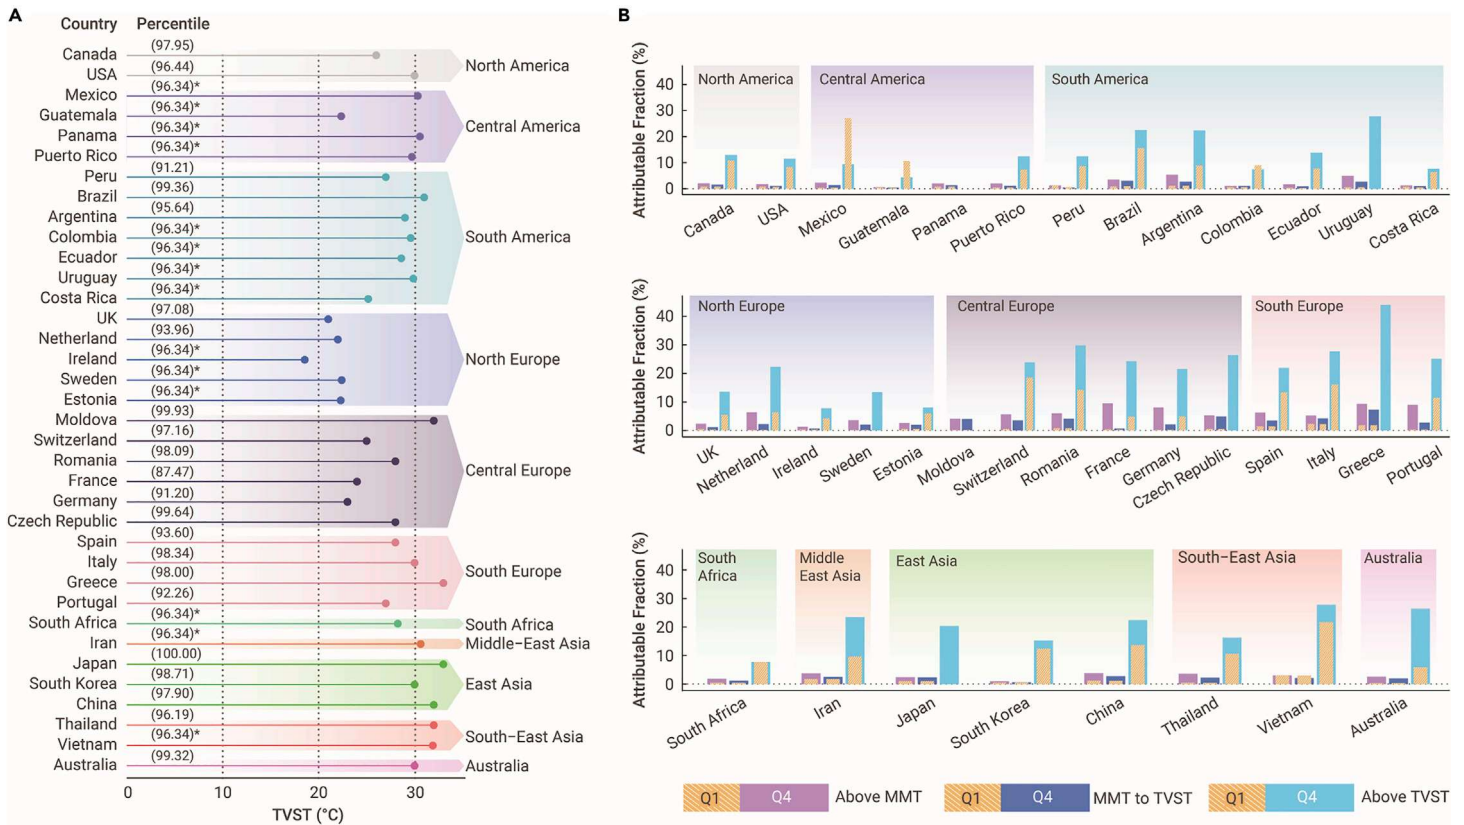 A
Country Percentile
Canada (97.95)
USA (96.44)
North America
Mexico (96.34)*
Guatemala (96.34)*
Panama (96.34)*
Puerto Rico (96.34)*
Central America
Peru (91.21)
Brazil (99.36)
Argentina (95.64)
Colombia (96.34)*
Ecuador (96.34)*
Uruguay (96.34)*
Costa Rica (96.34)*
South America
UK (97.08)
Netherland (93.96)
Ireland (96.34)*
Sweden (96.34)*
Estonia (96.34)*
North Europe
Moldova (99.93)
Switzerland (97.16)
Romania (98.09)
France (87.47)
Germany (91.20)
Czech Republic (99.64)
Central Europe
Spain (93.60)
Italy (98.34)
Greece (98.00)
Portugal (92.26)
South Europe
South Africa (96.34)*
South Africa
Iran (96.34)*
Middle-East Asia
Japan (100.00)
South Korea (98.71)
China (97.90)
East Asia
Thailand (96.19)
Vietnam (96.34)*
South-East Asia
Australia (99.32)
Australia
0 10 20 30
TVST (°C)
B
Attributable Fraction (%)
40
30
20
10
0
North America
Central America
South America
Canada USA Mexico Guatemala Panama Puerto Rico Peru Brazil Argentina Colombia Ecuador Uruguay Costa Rica
Attributable Fraction (%)
40
30
20
10
0
North Europe
Central Europe
South Europe
UK Netherland Ireland Sweden Estonia Moldova Switzerland Romania France Germany Czech Republic Spain Italy Greece Portugal
Attributable Fraction (%)
40
30
20
10
0
South
Africa
Middle
East Asia
East Asia
South-East Asia
Australia
South Africa Iran Japan South Korea China Thailand Vietnam Australia
Q1 Q4 Above MMT
Q1 Q4 MMT to TVST
Q1 Q4 Above TVST